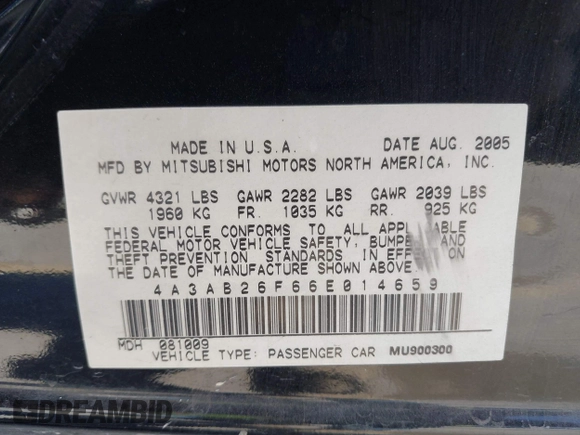 MADE IN U.S.A. DATE AUG. 2005
MFD BY MITSUBISHI MOTORS NORTH AMERICA, INC.
GVWR 4321 LBS GAWR 2282 LBS GAWR 2039 LBS
1960 KG FR. 1035 KG RR. 925 KG
THIS VEHICLE CONFORMS TO ALL APPLICABLE
FEDERAL MOTOR VEHICLE SAFETY, BUMPER AND
THEFT PREVENTION STANDARDS IN EFFECT ON
THE DATE OF MANUFACTURE SHOWN ABOVE.
4A3AB26F66E014659
MDH 081009
VEHICLE TYPE: PASSENGER CAR MU900300
DREAMBID